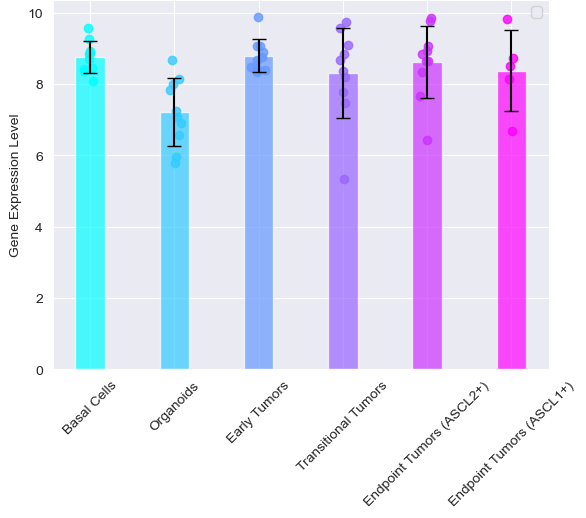 Gene Expression Level
10
8
6
4
2
0
Basal Cells
Organoids
Early Tumors
Transitional Tumors
Endpoint Tumors (ASCL2+)
Endpoint Tumors (ASCL1+)